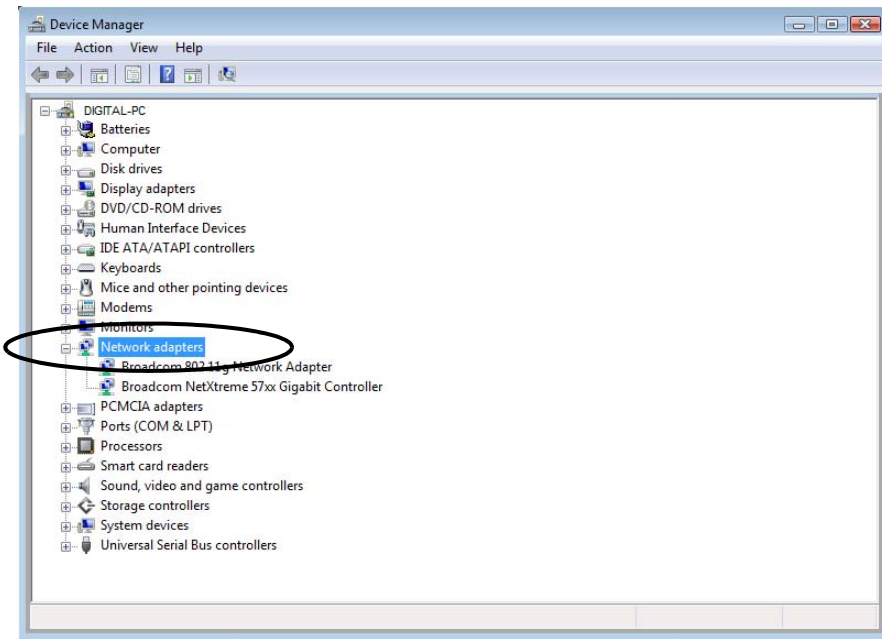 Device Manager
File Action View Help
DIGITAL-PC
Batteries
Computer
Disk drives
Display adapters
DVD/CD-ROM drives
Human Interface Devices
IDE ATA/ATAPI controllers
Keyboards
Mice and other pointing devices
Modems
Monitors
Network adapters
Broadcom 802.11g Network Adapter
Broadcom NetXtreme 57xx Gigabit Controller
PCMCIA adapters
Ports (COM & LPT)
Processors
Smart card readers
Sound, video and game controllers
Storage controllers
System devices
Universal Serial Bus controllers